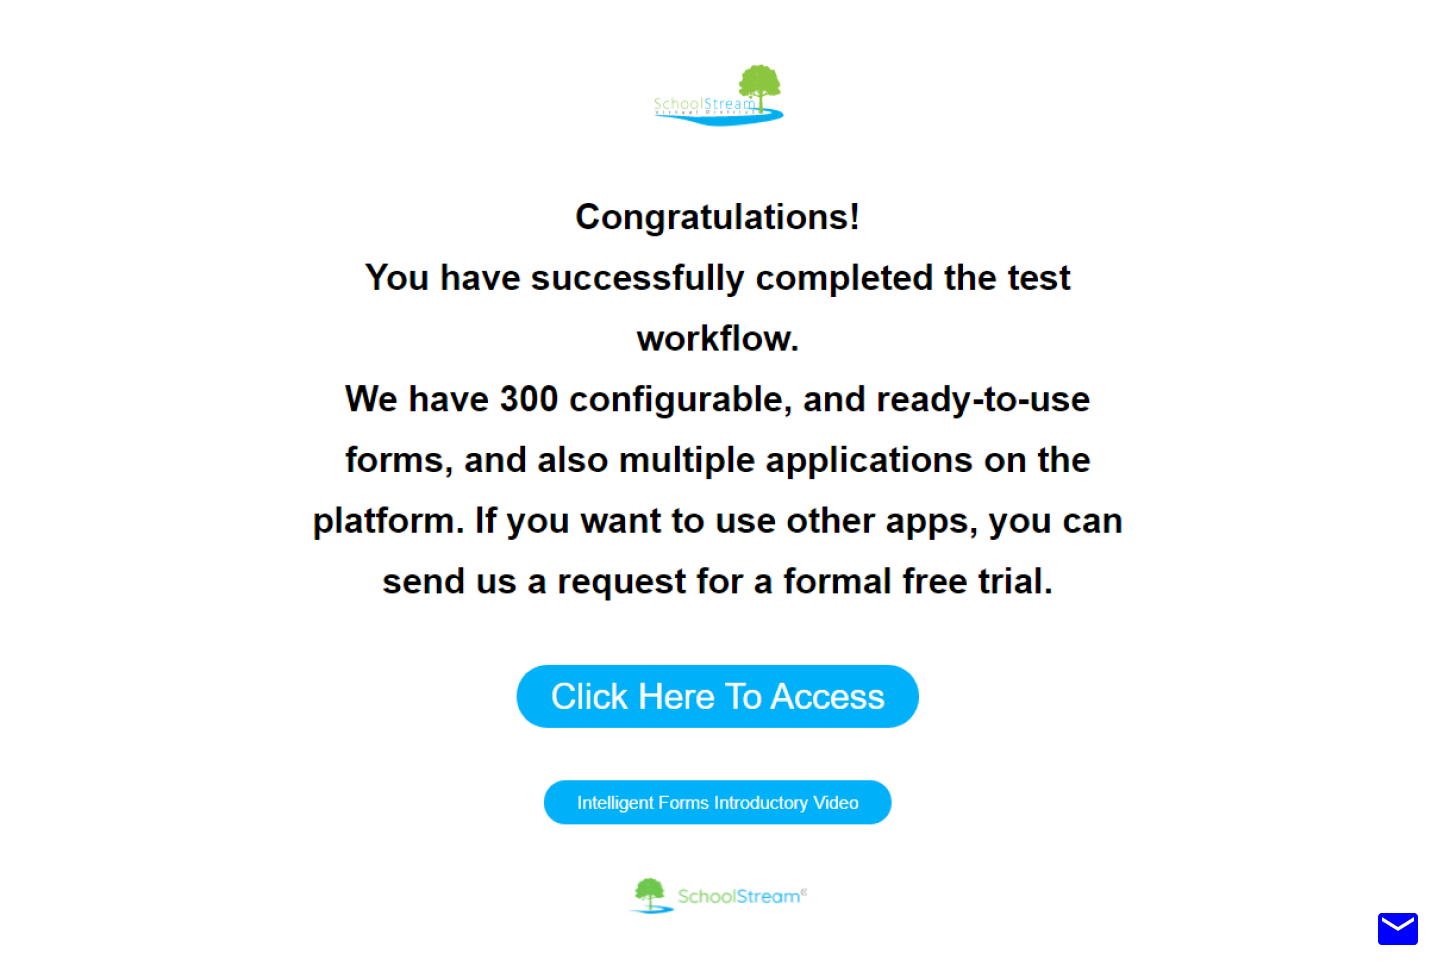 SchoolStream
Virtual District
Congratulations!
You have successfully completed the test
workflow.
We have 300 configurable, and ready-to-use
forms, and also multiple applications on the
platform. If you want to use other apps, you can
send us a request for a formal free trial.
Click Here To Access
Intelligent Forms Introductory Video
SchoolStream